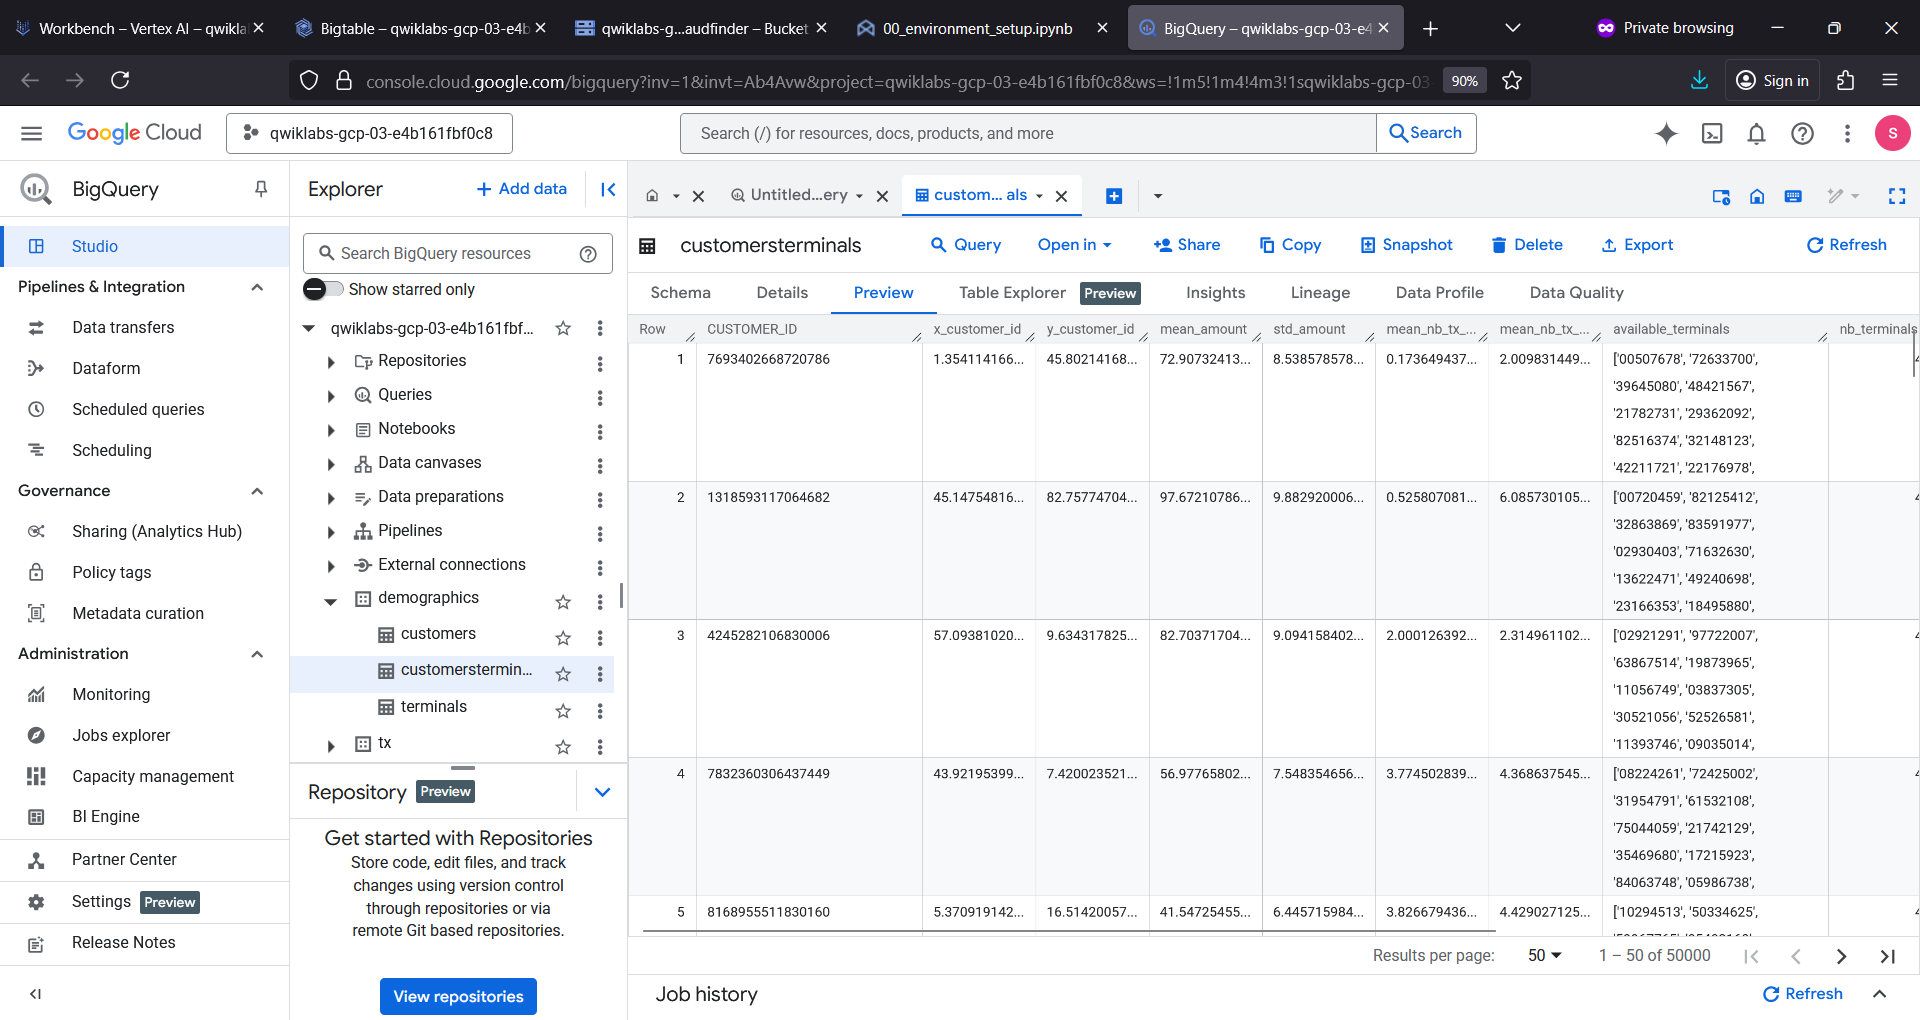 Workbench – Vertex AI – qwikla
Bigtable – qwiklabs-gcp-03-e4b
qwiklabs-g...audfinder – Bucket
00_environment_setup.ipynb
BigQuery – qwiklabs-gcp-03-e4
Private browsing
console.cloud.google.com/bigquery?inv=1&invt=Ab4Avw&project=qwiklabs-gcp-03-e4b161fbf0c8&ws=!1m5!1m4!4m3!1sqwiklabs-gcp-03
90%
Sign in
Google Cloud
qwiklabs-gcp-03-e4b161fbf0c8
Search (/) for resources, docs, products, and more
Search
S
BigQuery
Studio
Pipelines & Integration
Data transfers
Dataform
Scheduled queries
Scheduling
Governance
Sharing (Analytics Hub)
Policy tags
Metadata curation
Administration
Monitoring
Jobs explorer
Capacity management
BI Engine
Partner Center
Settings Preview
Release Notes
Explorer
+ Add data
Search BigQuery resources
Show starred only
qwiklabs-gcp-03-e4b161fbf...
Repositories
Queries
Notebooks
Data canvases
Data preparations
Pipelines
External connections
demographics
customers
customerstermin...
terminals
tx
Repository Preview
Get started with Repositories
Store code, edit files, and track
changes using version control
through repositories or via
remote Git based repositories.
View repositories
Untitled...ery
custom... als
customersterminals
Query
Open in
Share
Copy
Snapshot
Delete
Export
Refresh
Schema
Details
Preview
Table Explorer Preview
Insights
Lineage
Data Profile
Data Quality
Row CUSTOMER_ID x_customer_id y_customer_id mean_amount std_amount mean_nb_tx_... mean_nb_tx_... available_terminals nb_terminals
1 7693402668720786 1.354114166... 45.80214168... 72.90732413... 8.538578578... 0.173649437... 2.009831449... ['00507678', '72633700',
'39645080', '48421567',
'21782731', '29362092',
'82516374', '32148123',
'42211721', '22176978',
2 1318593117064682 45.14754816... 82.75774704... 97.67210786... 9.882920006... 0.525807081... 6.085730105... ['00720459', '82125412',
'32863869', '83591977',
'02930403', '71632630',
'13622471', '49240698',
'23166353', '18495880',
3 4245282106830006 57.09381020... 9.634317825... 82.70371704... 9.094158402... 2.000126392... 2.314961102... ['02921291', '97722007',
'63867514', '19873965',
'11056749', '03837305',
'30521056', '52526581',
'11393746', '09035014',
4 7832360306437449 43.92195399... 7.420023521... 56.97765802... 7.548354656... 3.774502839... 4.368637545... ['08224261', '72425002',
'31954791', '61532108',
'75044059', '21742129',
'35469680', '17215923',
'84063748', '05986738',
5 8168955511830160 5.370919142... 16.51420057... 41.54725455... 6.445715984... 3.826679436... 4.429027125... ['10294513', '50334625',
Results per page: 50 1 – 50 of 50000
Job history
Refresh